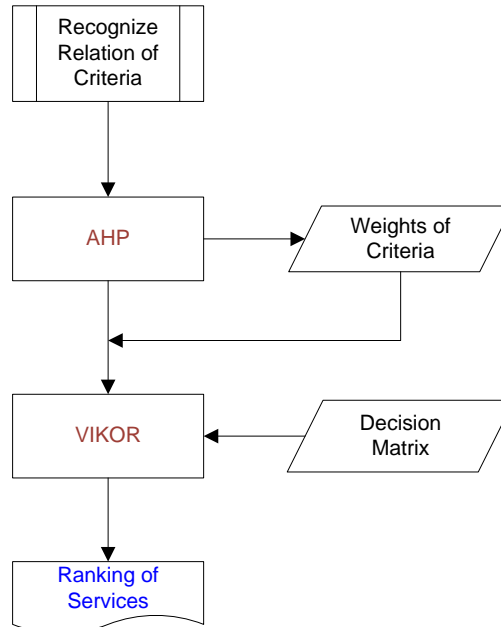 Recognize
Relation of
Criteria
AHP
Weights of
Criteria
VIKOR
Decision
Matrix
Ranking of
Services